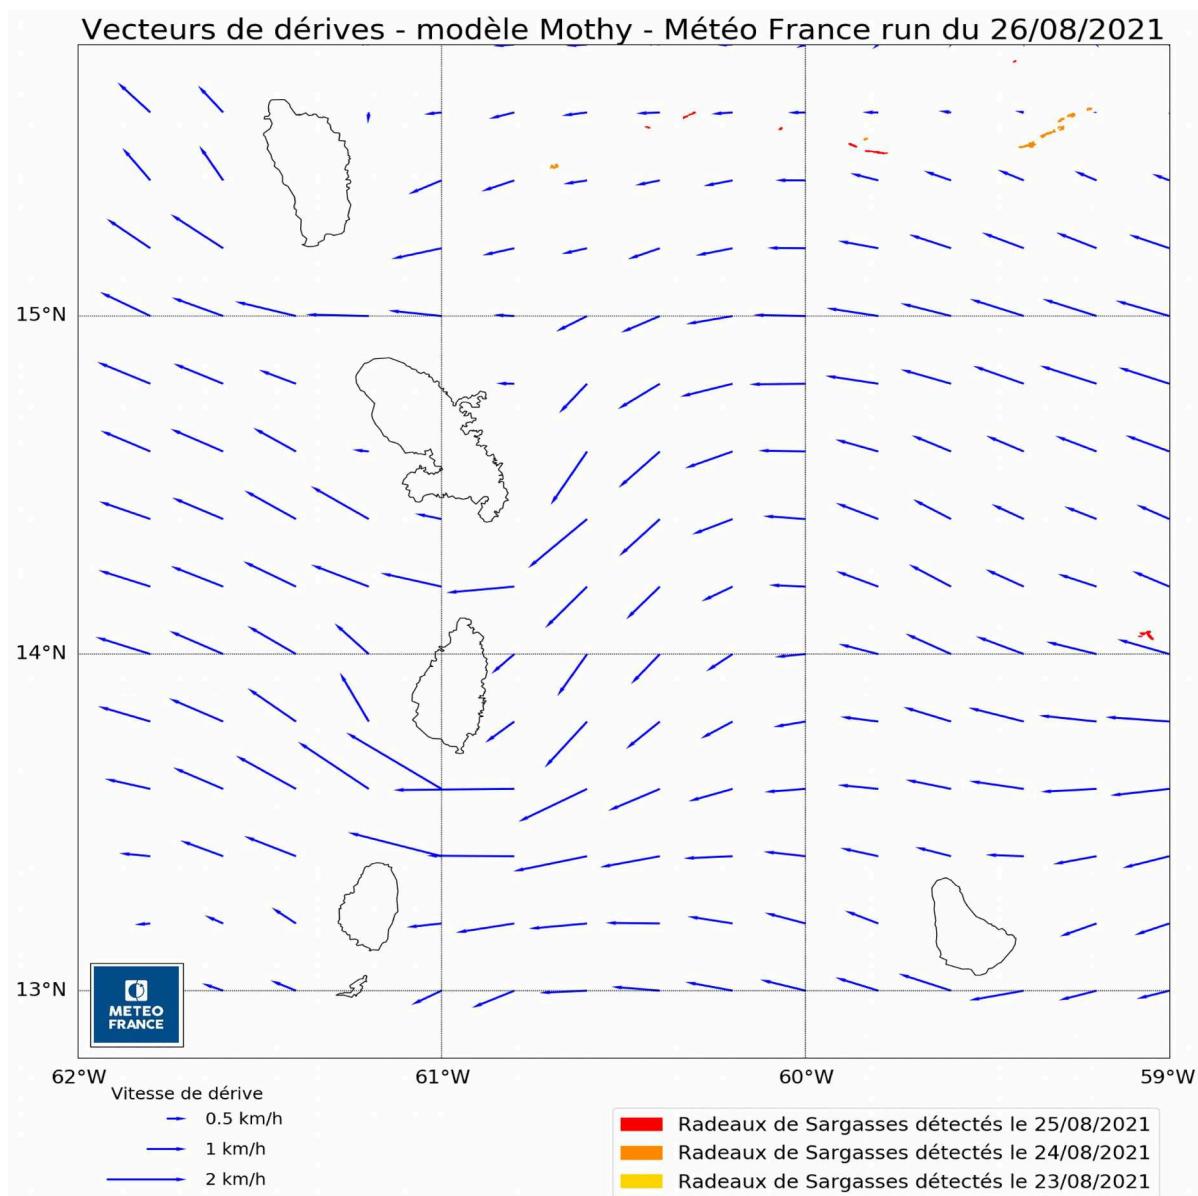 Vecteurs de dérives - modèle Mothy - Météo France run du 26/08/2021
15°N
14°N
13°N
METEO
FRANCE
62°W
61°W
60°W
59°W
Vitesse de dérive
0.5 km/h
1 km/h
2 km/h
Radeaux de Sargasses détectés le 25/08/2021
Radeaux de Sargasses détectés le 24/08/2021
Radeaux de Sargasses détectés le 23/08/2021